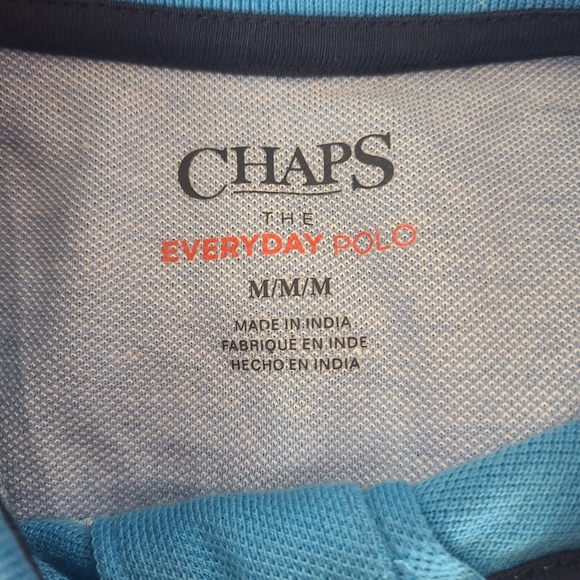 CHAPS
THE
EVERYDAY POLO
M/M/M
MADE IN INDIA
FABRIQUÉ EN INDE
HECHO EN INDIA